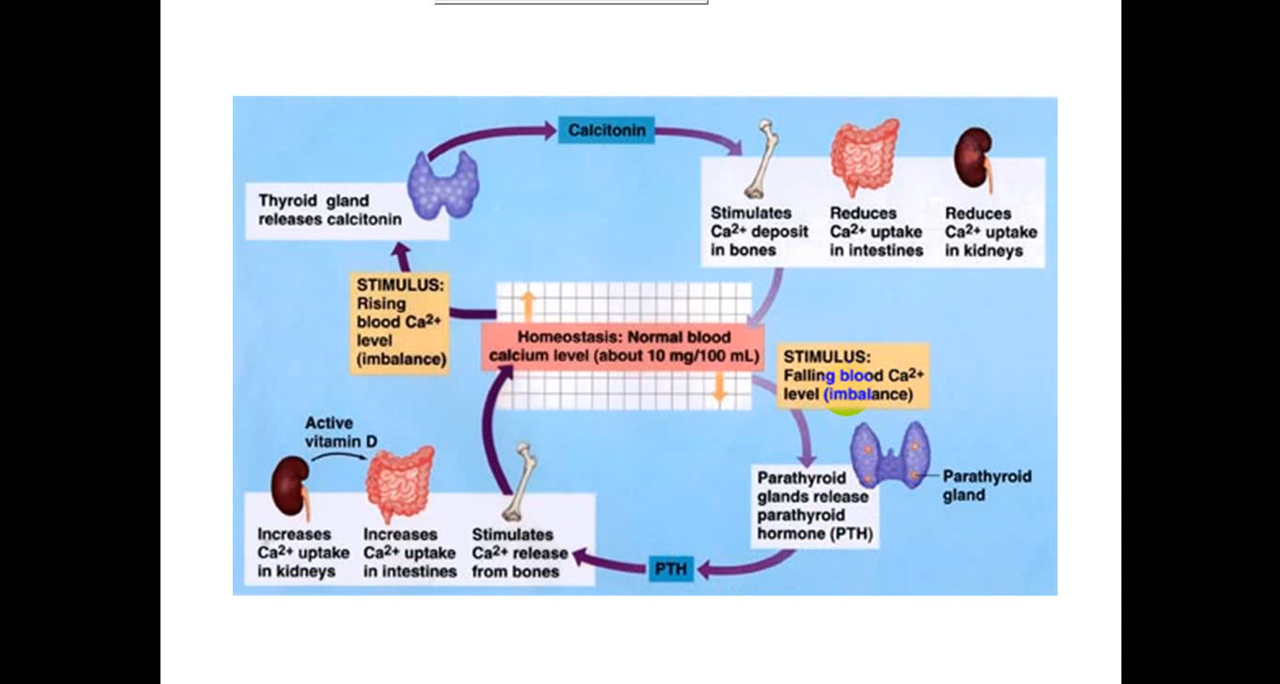 Calcitonin
Thyroid gland
releases calcitonin
Stimulates
Ca2+ deposit
in bones
Reduces
Ca2+ uptake
in intestines
Reduces
Ca2+ uptake
in kidneys
STIMULUS:
Rising
blood Ca2+
level
(imbalance)
Homeostasis: Normal blood
calcium level (about 10 mg/100 mL)
STIMULUS:
Falling blood Ca2+
level (imbalance)
Active
vitamin D
Parathyroid
glands release
parathyroid
hormone (PTH)
Parathyroid
gland
Increases
Ca2+ uptake
in kidneys
Increases
Ca2+ uptake
in intestines
Stimulates
Ca2+ release
from bones
PTH